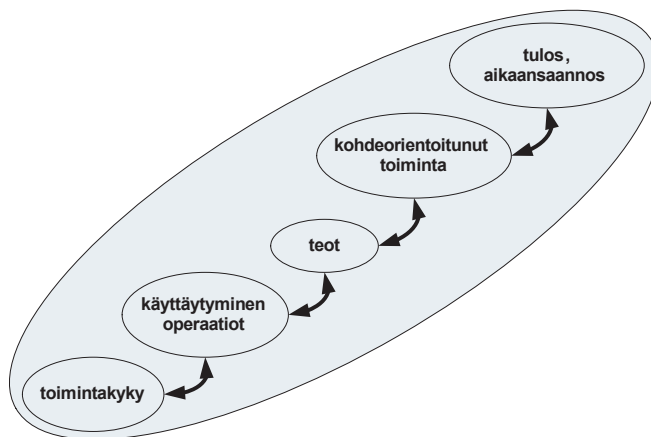 tulos,
aikaansaannos
kohdeorientoitunut
toiminta
teot
käyttäytyminen
operaatiot
toimintakyky